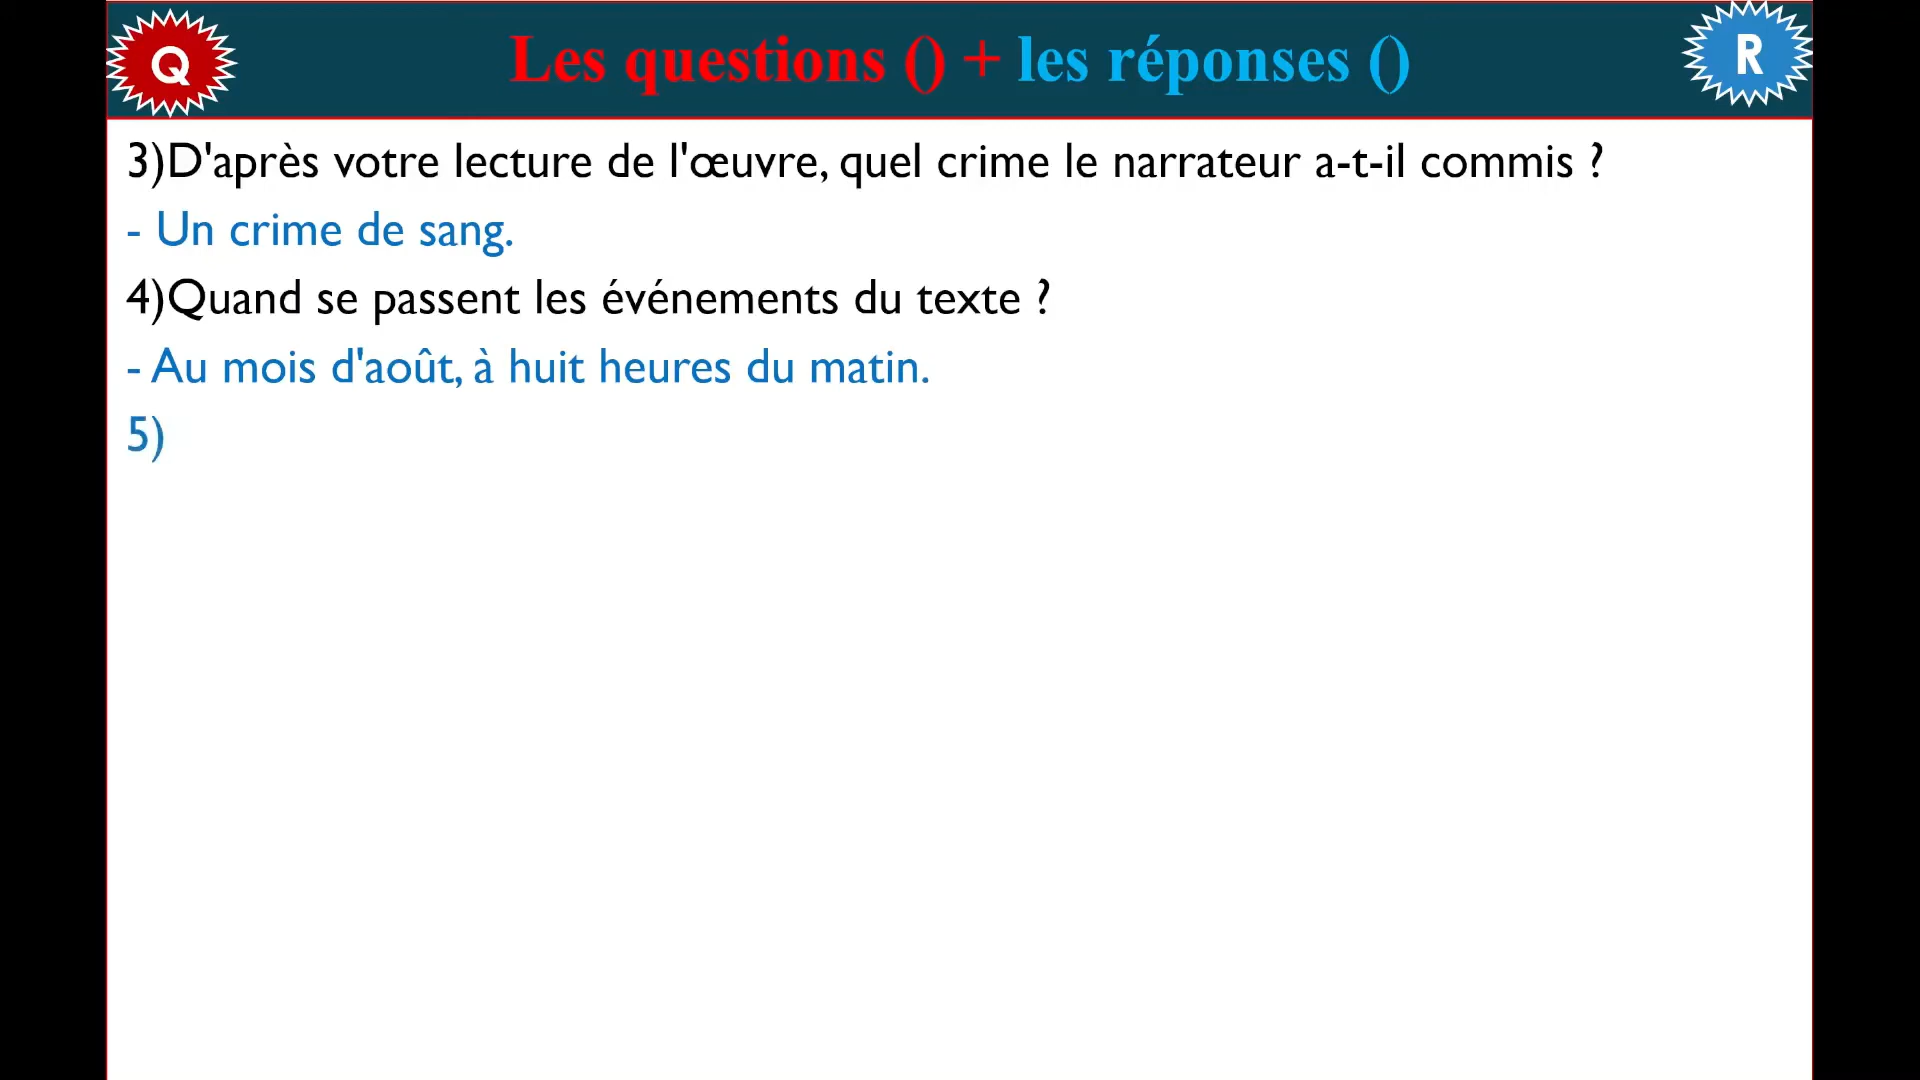 Q
Les questions () + les réponses ()
R
3)D'après votre lecture de l'œuvre, quel crime le narrateur a-t-il commis ?
- Un crime de sang.
4)Quand se passent les événements du texte ?
- Au mois d'août, à huit heures du matin.
5)